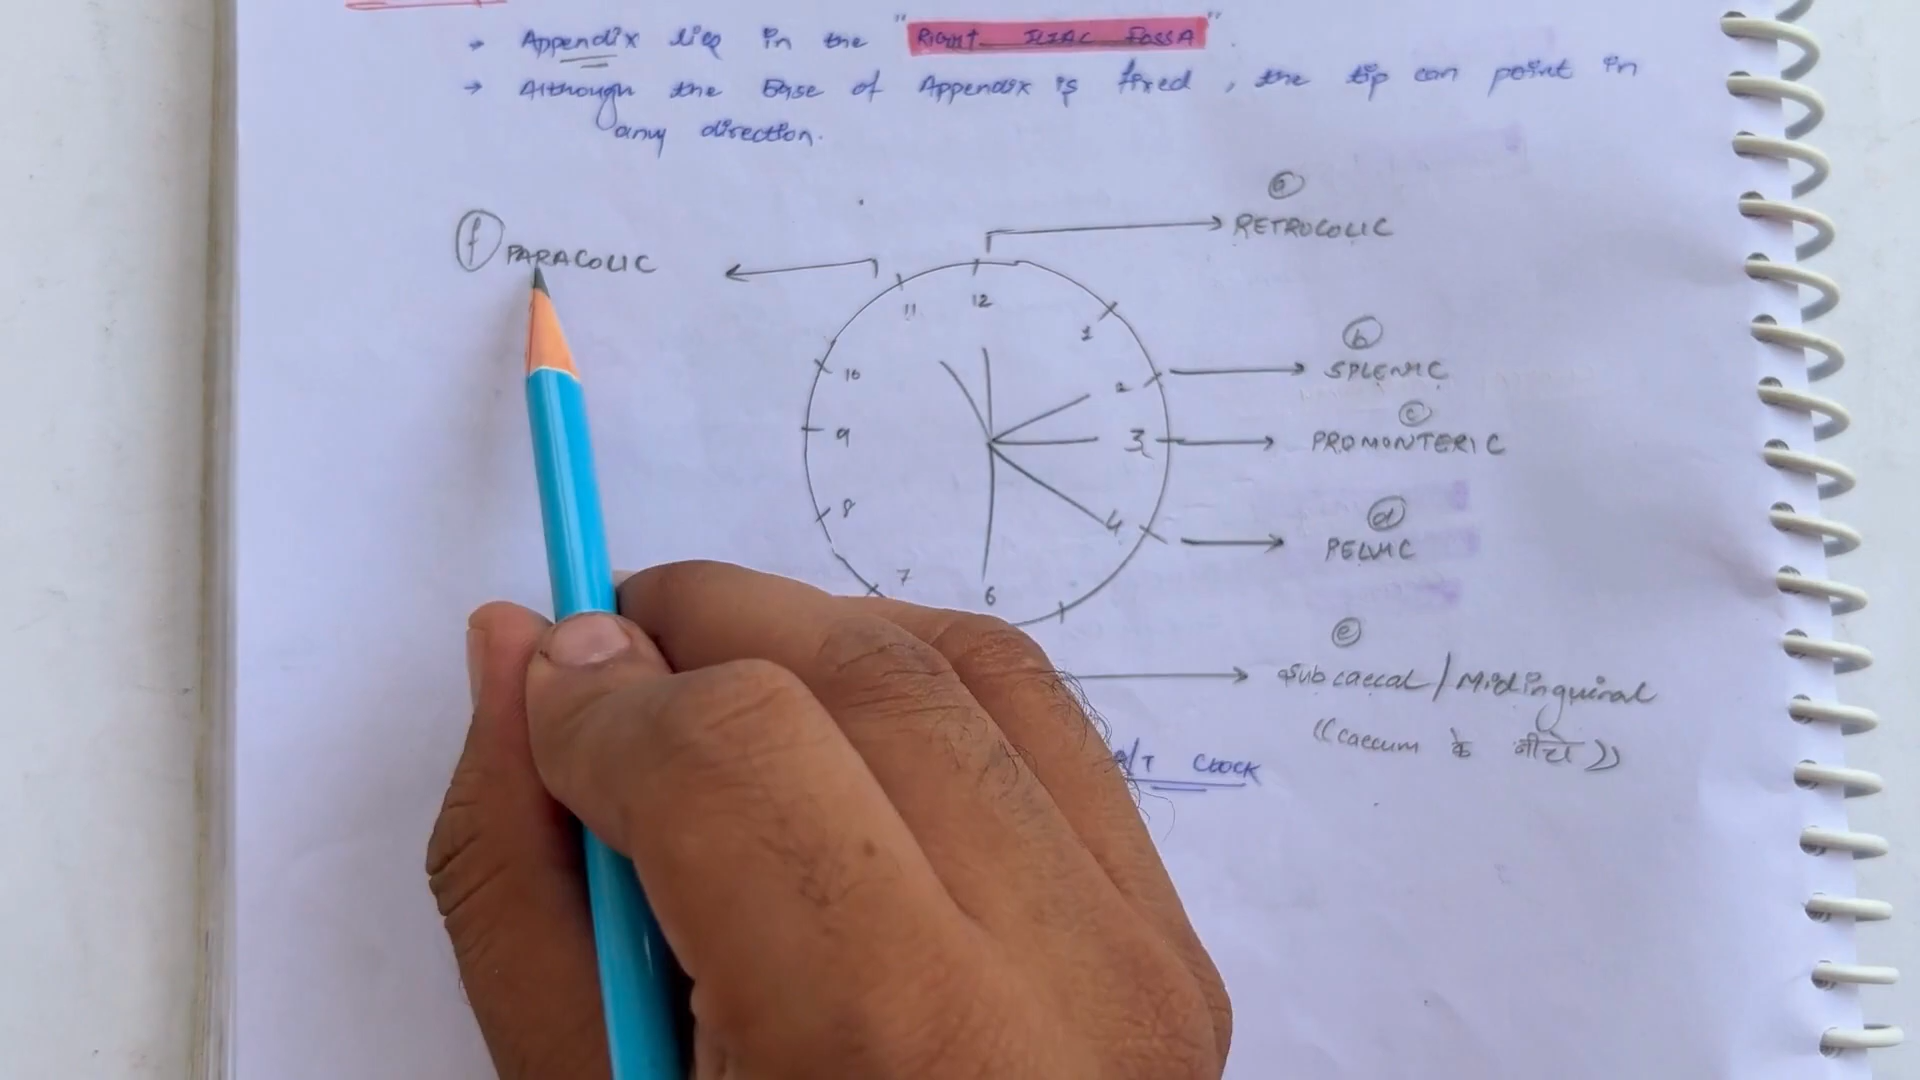 → Appendix lie in the "Right ILIAC FOSSA"
→ Although the Base of Appendix is fixed, the tip can point in
any direction.
(a)
RETROCOLIC
(f) PARACOLIC
11 12 1
(b)
10 2 SPLENIC
(c)
9 3 PROMONTERIC
(d)
8 4 PELVIC
7 6
(e)
Subcaecal/Midinguinal
((caecum के नीचे))
CLOCK